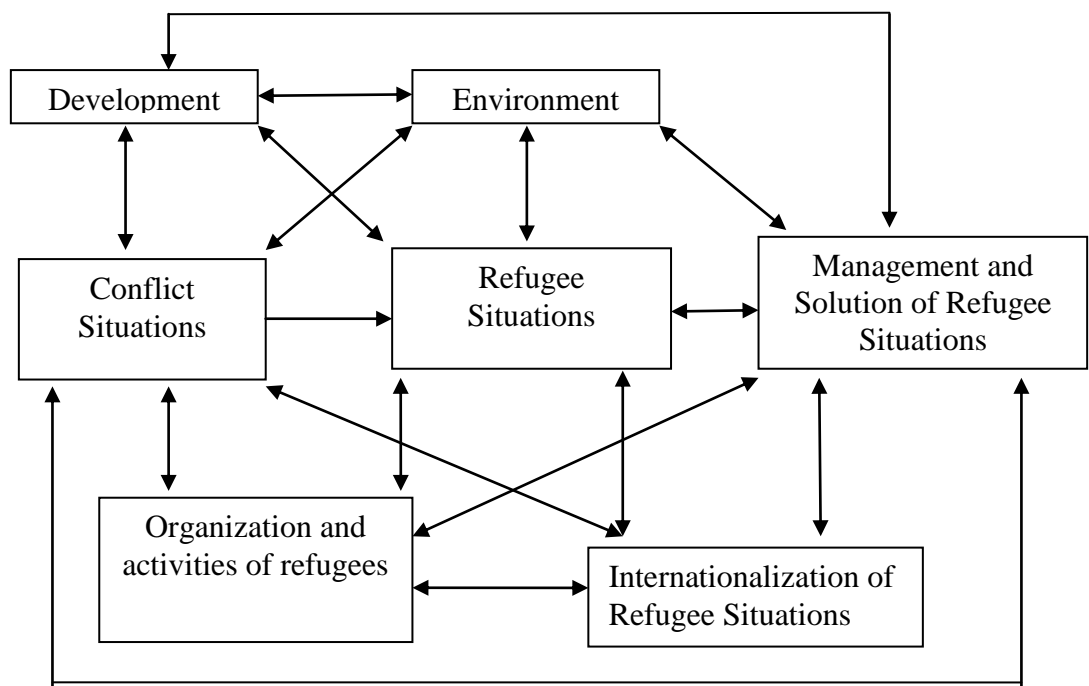 Development
Environment
Conflict
Situations
Refugee
Situations
Management and
Solution of Refugee
Situations
Organization and
activities of refugees
Internationalization of
Refugee Situations